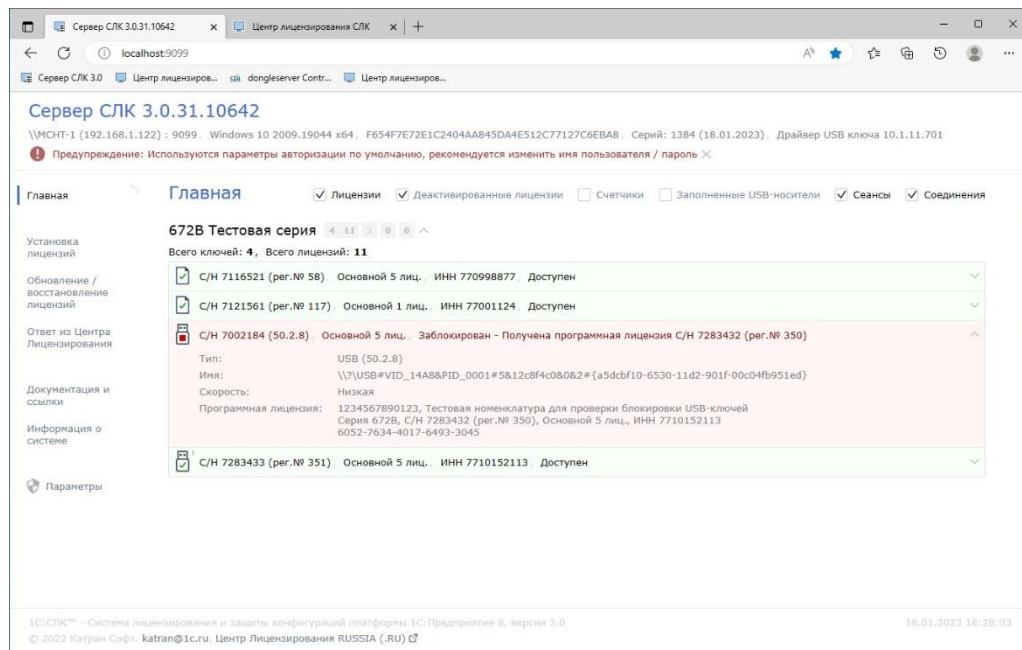 Сервер СЛК 3.0.31.10642
Центр лицензирования СЛК
localhost:9099
Сервер СЛК 3.0
Центр лицензиров...
dongleserver Contr...
Центр лицензиров...
Сервер СЛК 3.0.31.10642
\\MCHT-1 (192.168.1.122) : 9099, Windows 10 2009.19044 x64, F654F7E72E1C2404AA845DA4E512C77127C6EBA8, Серий: 1384 (18.01.2023), Драйвер USB ключа 10.1.11.701
Предупреждение: Используются параметры авторизации по умолчанию, рекомендуется изменить имя пользователя / пароль
Главная
Установка
лицензий
Обновление /
восстановление
лицензий
Ответ из Центра
Лицензирования
Документация и
ссылки
Информация о
системе
Параметры
Главная
Лицензии
Деактивированные лицензии
Счетчики
Заполненные USB-носители
Сеансы
Соединения
672B Тестовая серия 4 11 2 0 0
Всего ключей: 4, Всего лицензий: 11
С/Н 7116521 (рег.№ 58), Основной 5 лиц., ИНН 770998877, Доступен
С/Н 7121561 (рег.№ 117), Основной 1 лиц., ИНН 77001124, Доступен
С/Н 7002184 (50.2.8), Основной 5 лиц., Заблокирован - Получена программная лицензия С/Н 7283432 (рег.№ 350)
Тип: USB (50.2.8)
Имя: \\?\USB#VID_14A8&PID_0001#5&12c8f4c0&0&2#{a5dcbf10-6530-11d2-901f-00c04fb951ed}
Скорость: Низкая
Программная лицензия: 1234567890123, Тестовая номенклатура для проверки блокировки USB-ключей
Серия 672B, С/Н 7283432 (рег.№ 350), Основной 5 лиц., ИНН 7710152113
6052-7634-4017-6493-3045
С/Н 7283433 (рег.№ 351), Основной 5 лиц., ИНН 7710152113, Доступен
1С:СЛК™ - Система лицензирования и защиты конфигураций платформы 1С:Предприятие 8, версия 3.0
18.01.2023 18:28:03
© 2022 Катран Софт, katran@1c.ru, Центр Лицензирования RUSSIA (.RU)